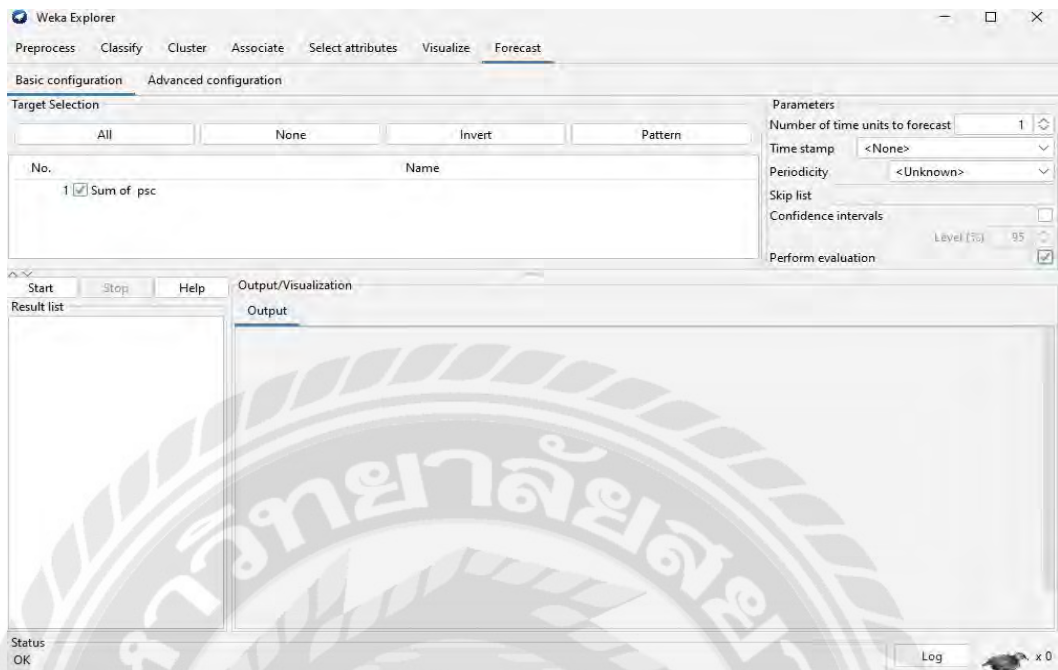 Weka Explorer
Preprocess Classify Cluster Associate Select attributes Visualize Forecast
Basic configuration Advanced configuration
Target Selection
All None Invert Pattern
No. Name
1 Sum of psc
Parameters
Number of time units to forecast 1
Time stamp <None>
Periodicity <Unknown>
Skip list
Confidence intervals
Level (%) 95
Perform evaluation
Start Stop Help
Result list
Output/Visualization
Output
Status
OK
Log x 0